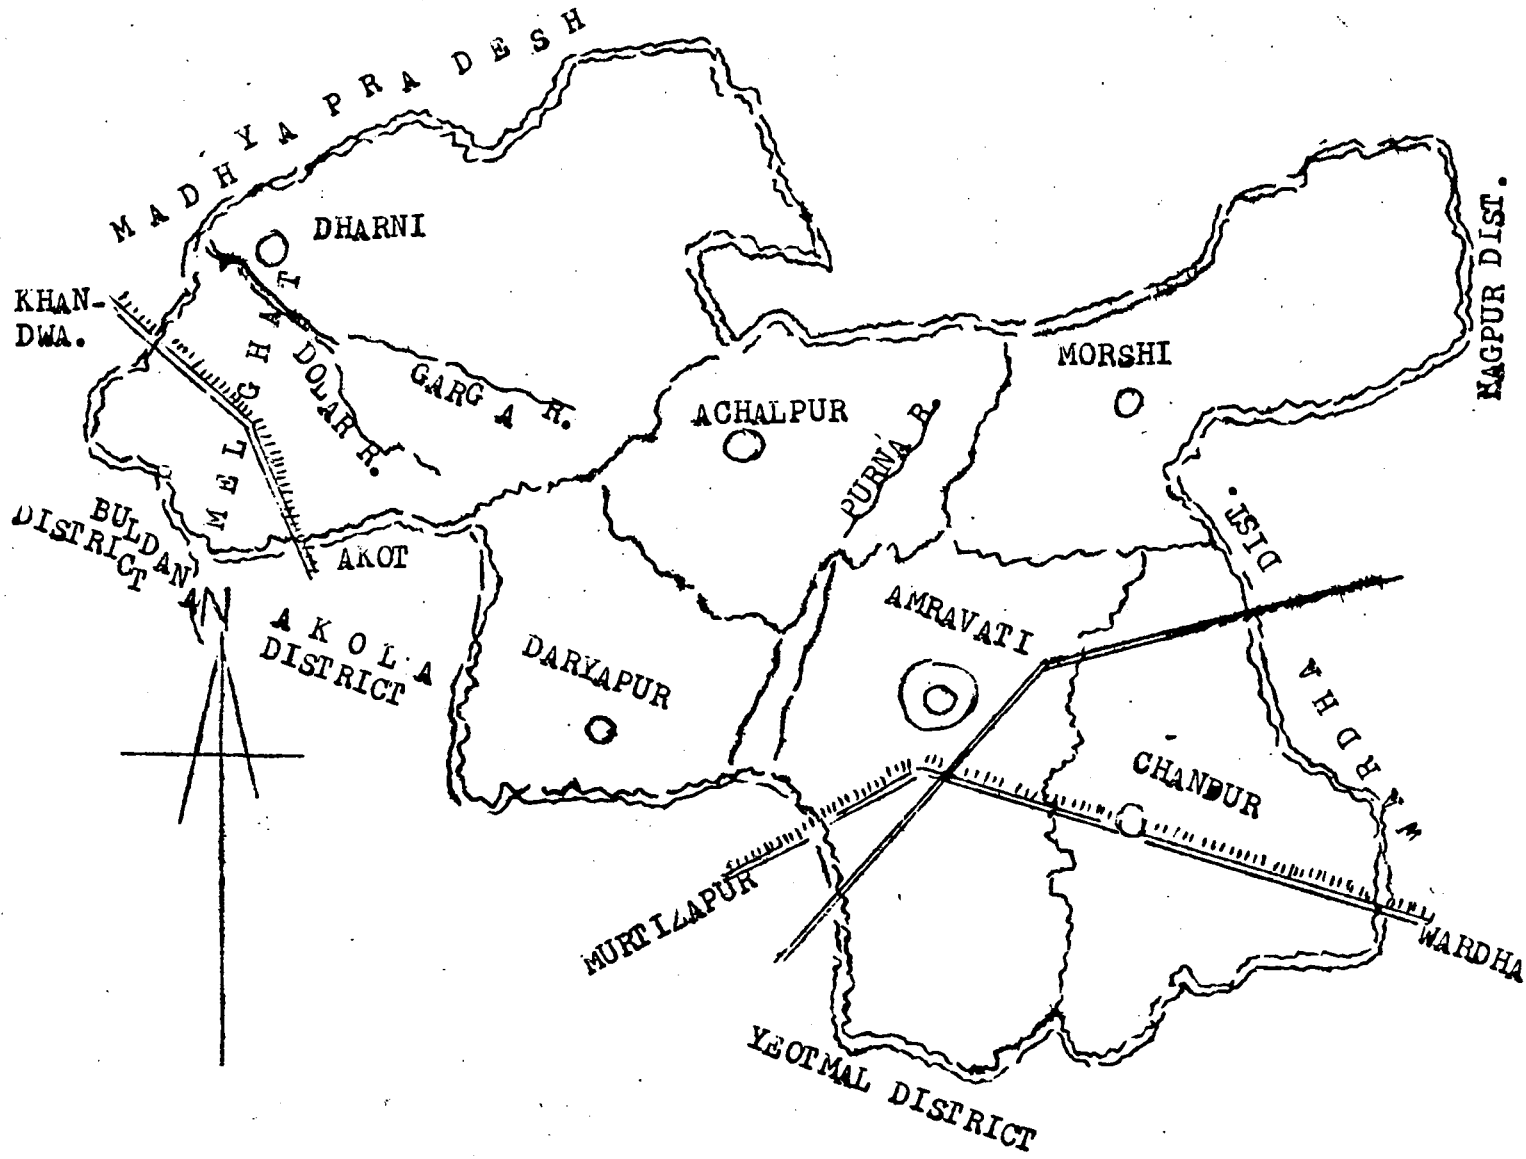 MADHYA PRADESH
DHARNI
KHAN-
DWA.
MELGHAT
DOLAR R.
GARGA R.
ACHALPUR
PURNA R.
MORSHI
NAGPUR DIST.
BULDANA
DISTRICT
AKOT
N
AKOLA
DISTRICT
DARYAPUR
AMRAVATI
WARDHA DIST.
CHANDUR
MURTIZAPUR
WARDHA
YEOTMAL DISTRICT